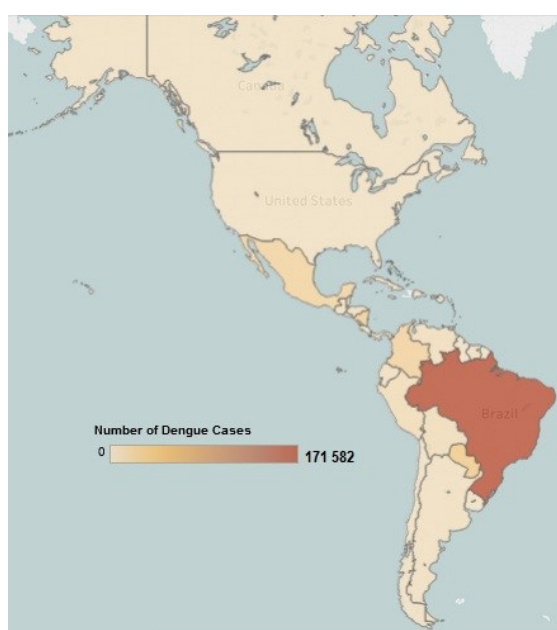 Canada
United States
Brazil
Number of Dengue Cases
0
171 582